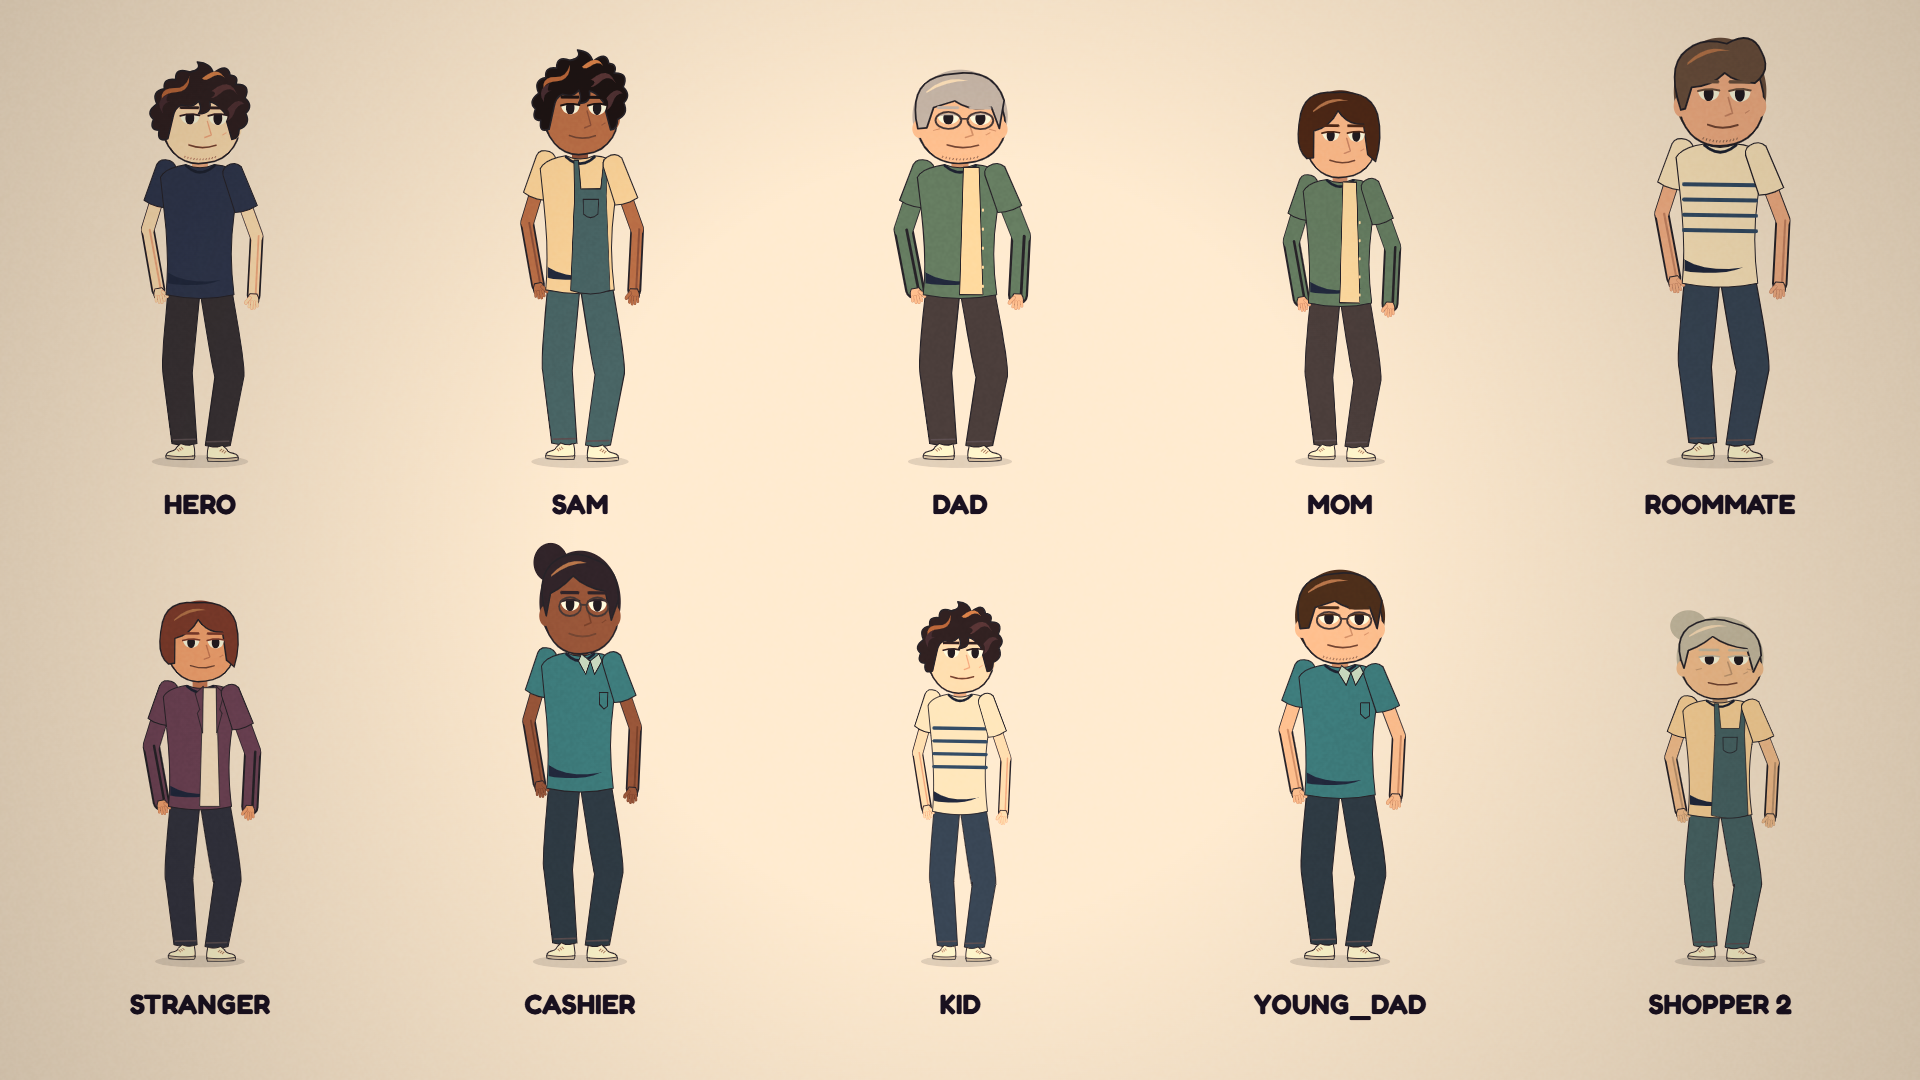 HERO
SAM
DAD
MOM
ROOMMATE
STRANGER
CASHIER
KID
YOUNG_DAD
SHOPPER 2